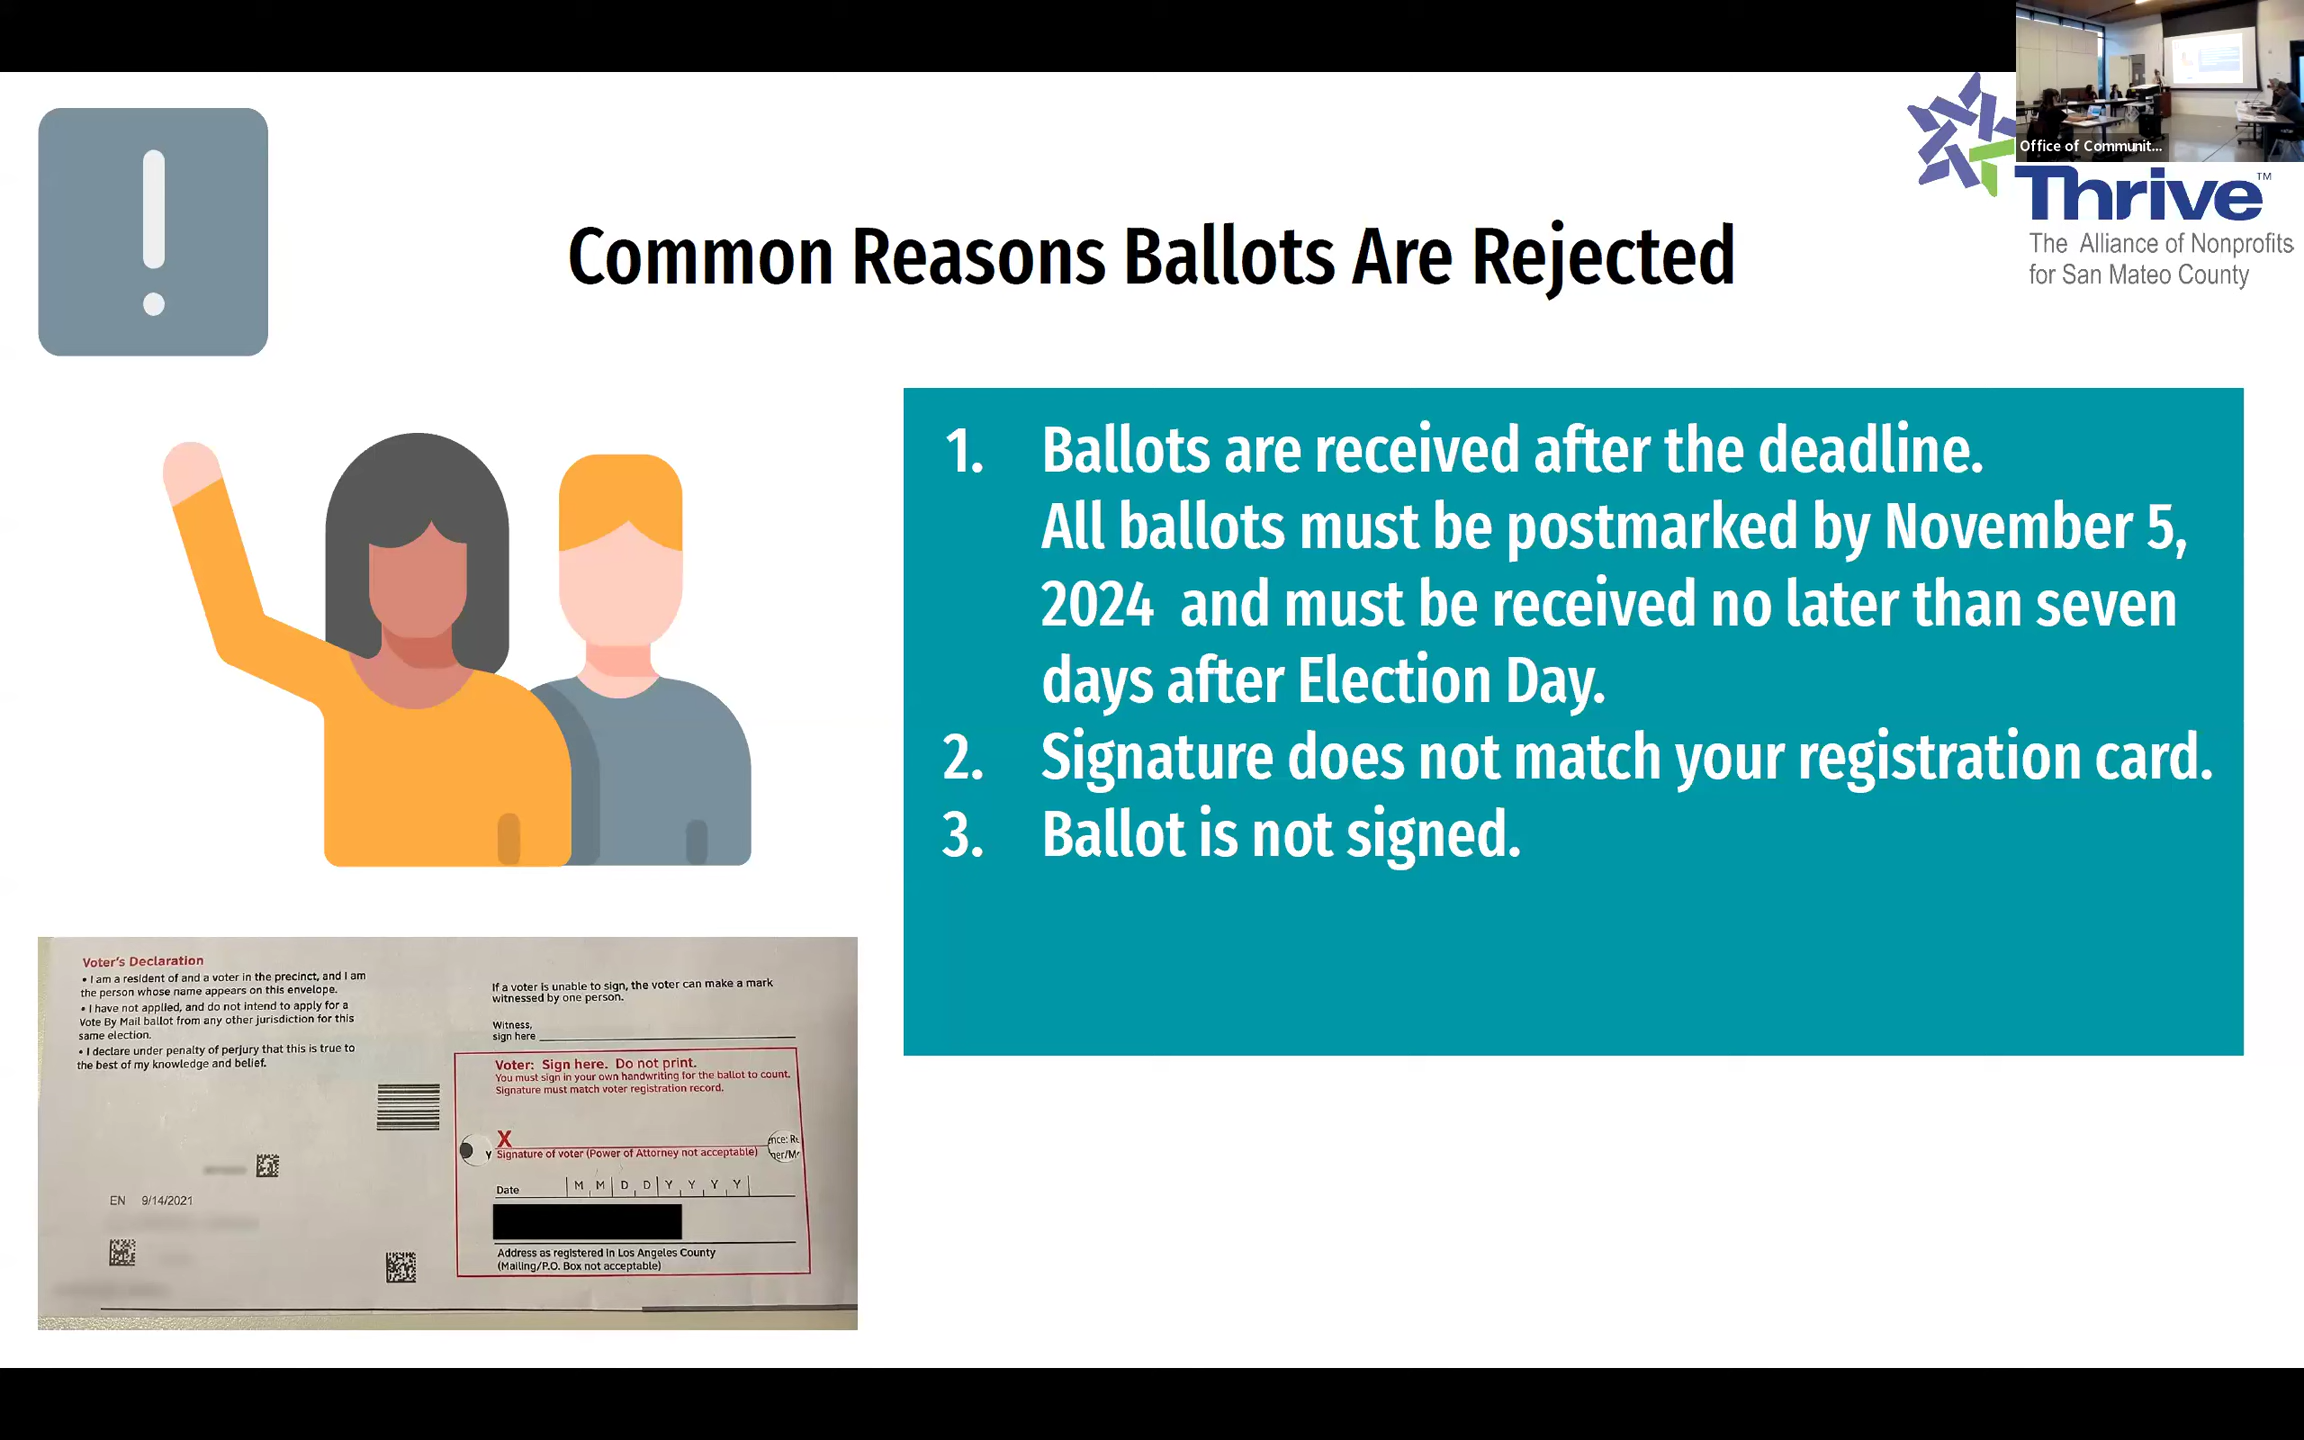 Office of Communit...
Thrive™
The Alliance of Nonprofits
for San Mateo County
Common Reasons Ballots Are Rejected
1. Ballots are received after the deadline.
All ballots must be postmarked by November 5,
2024 and must be received no later than seven
days after Election Day.
2. Signature does not match your registration card.
3. Ballot is not signed.
Voter's Declaration
• I am a resident of and a voter in the precinct, and I am
the person whose name appears on this envelope.
• I have not applied, and do not intend to apply for a
Vote By Mail ballot from any other jurisdiction for this
same election.
• I declare under penalty of perjury that this is true to
the best of my knowledge and belief.
EN 9/14/2021
If a voter is unable to sign, the voter can make a mark
witnessed by one person.
Witness,
sign here
Voter: Sign here. Do not print.
You must sign in your own handwriting for the ballot to count.
Signature must match voter registration record.
X
y
Signature of voter (Power of Attorney not acceptable)
Date M M D D Y Y Y Y
Address as registered in Los Angeles County
(Mailing/P.O. Box not acceptable)